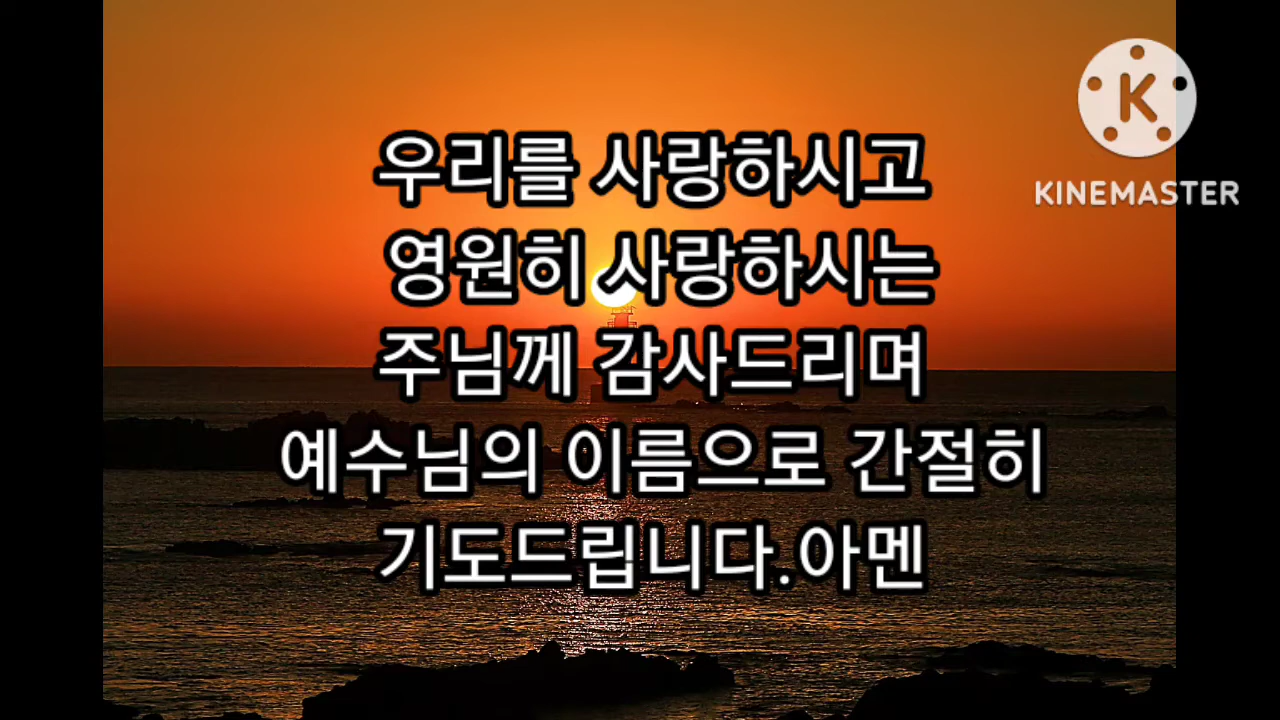 우리를 사랑하시고
영원히 사랑하시는
주님께 감사드리며
예수님의 이름으로 간절히
기도드립니다.아멘
K
KINEMASTER